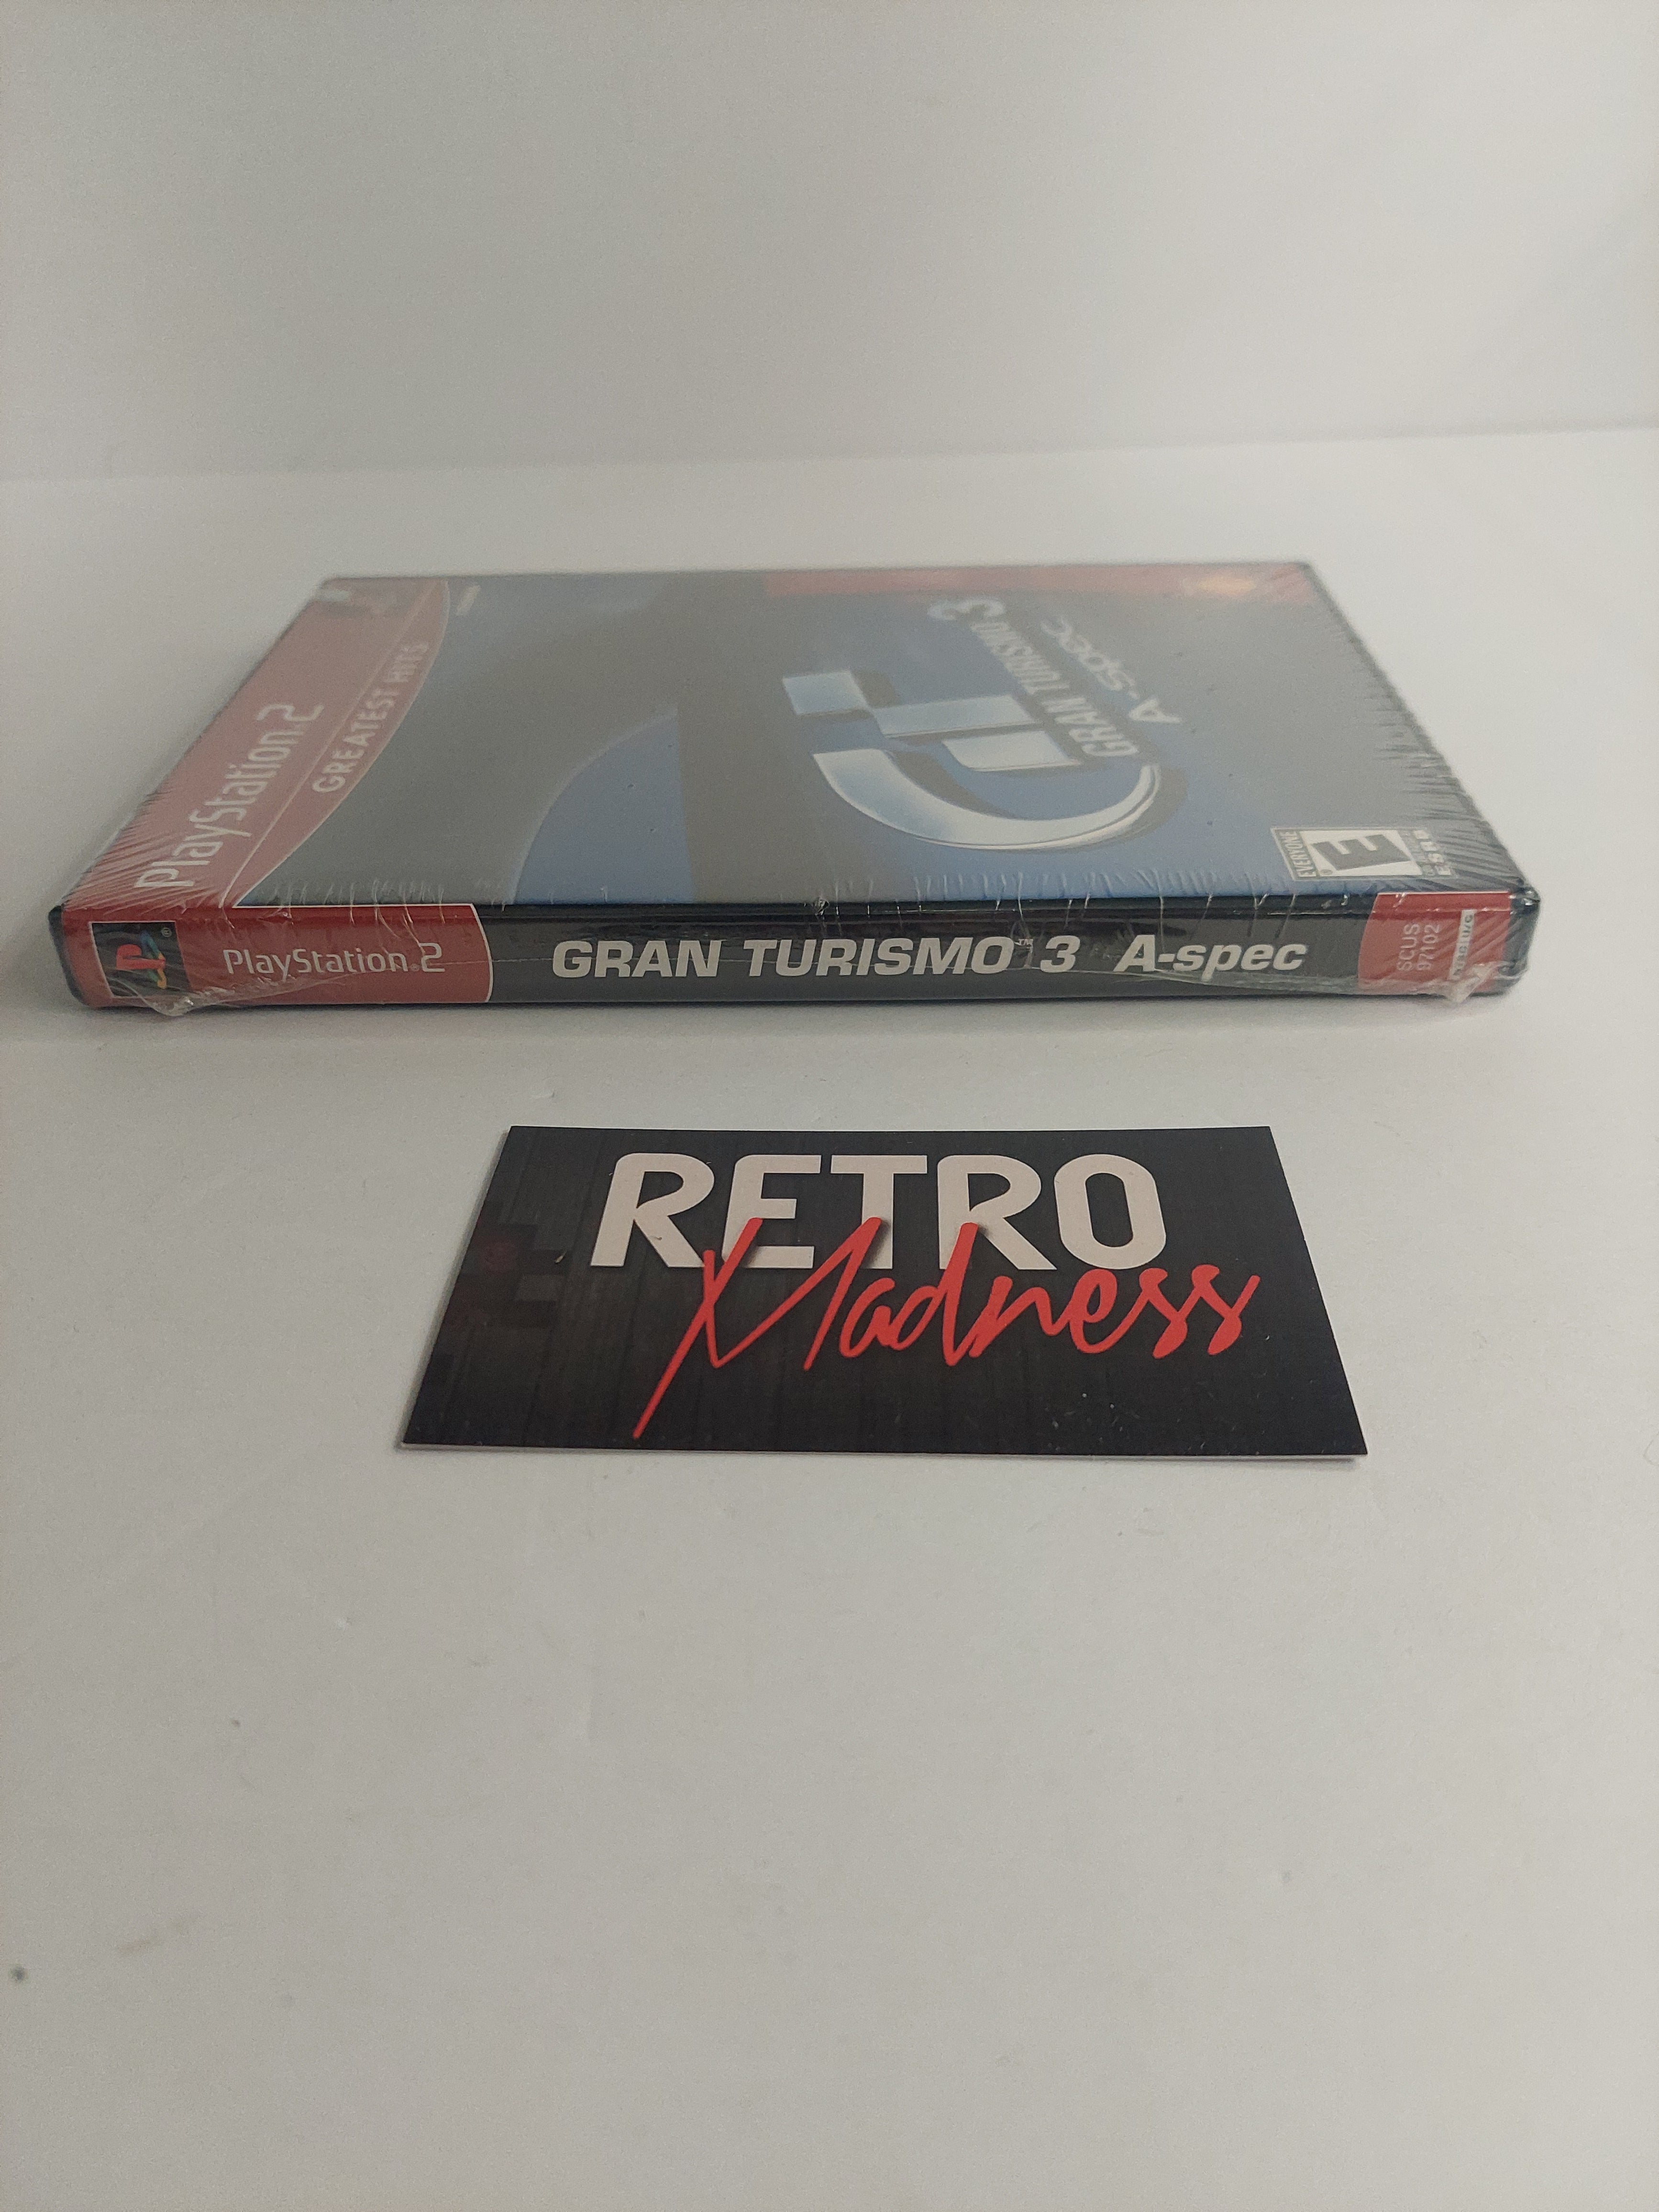 PlayStation®2
GREATEST HITS
GRAN TURISMO 3
A-spec
EVERYONE
E
ESRB
PlayStation®2
GRAN TURISMO™ 3 A-spec
SCUS
97102
RETRO
Madness